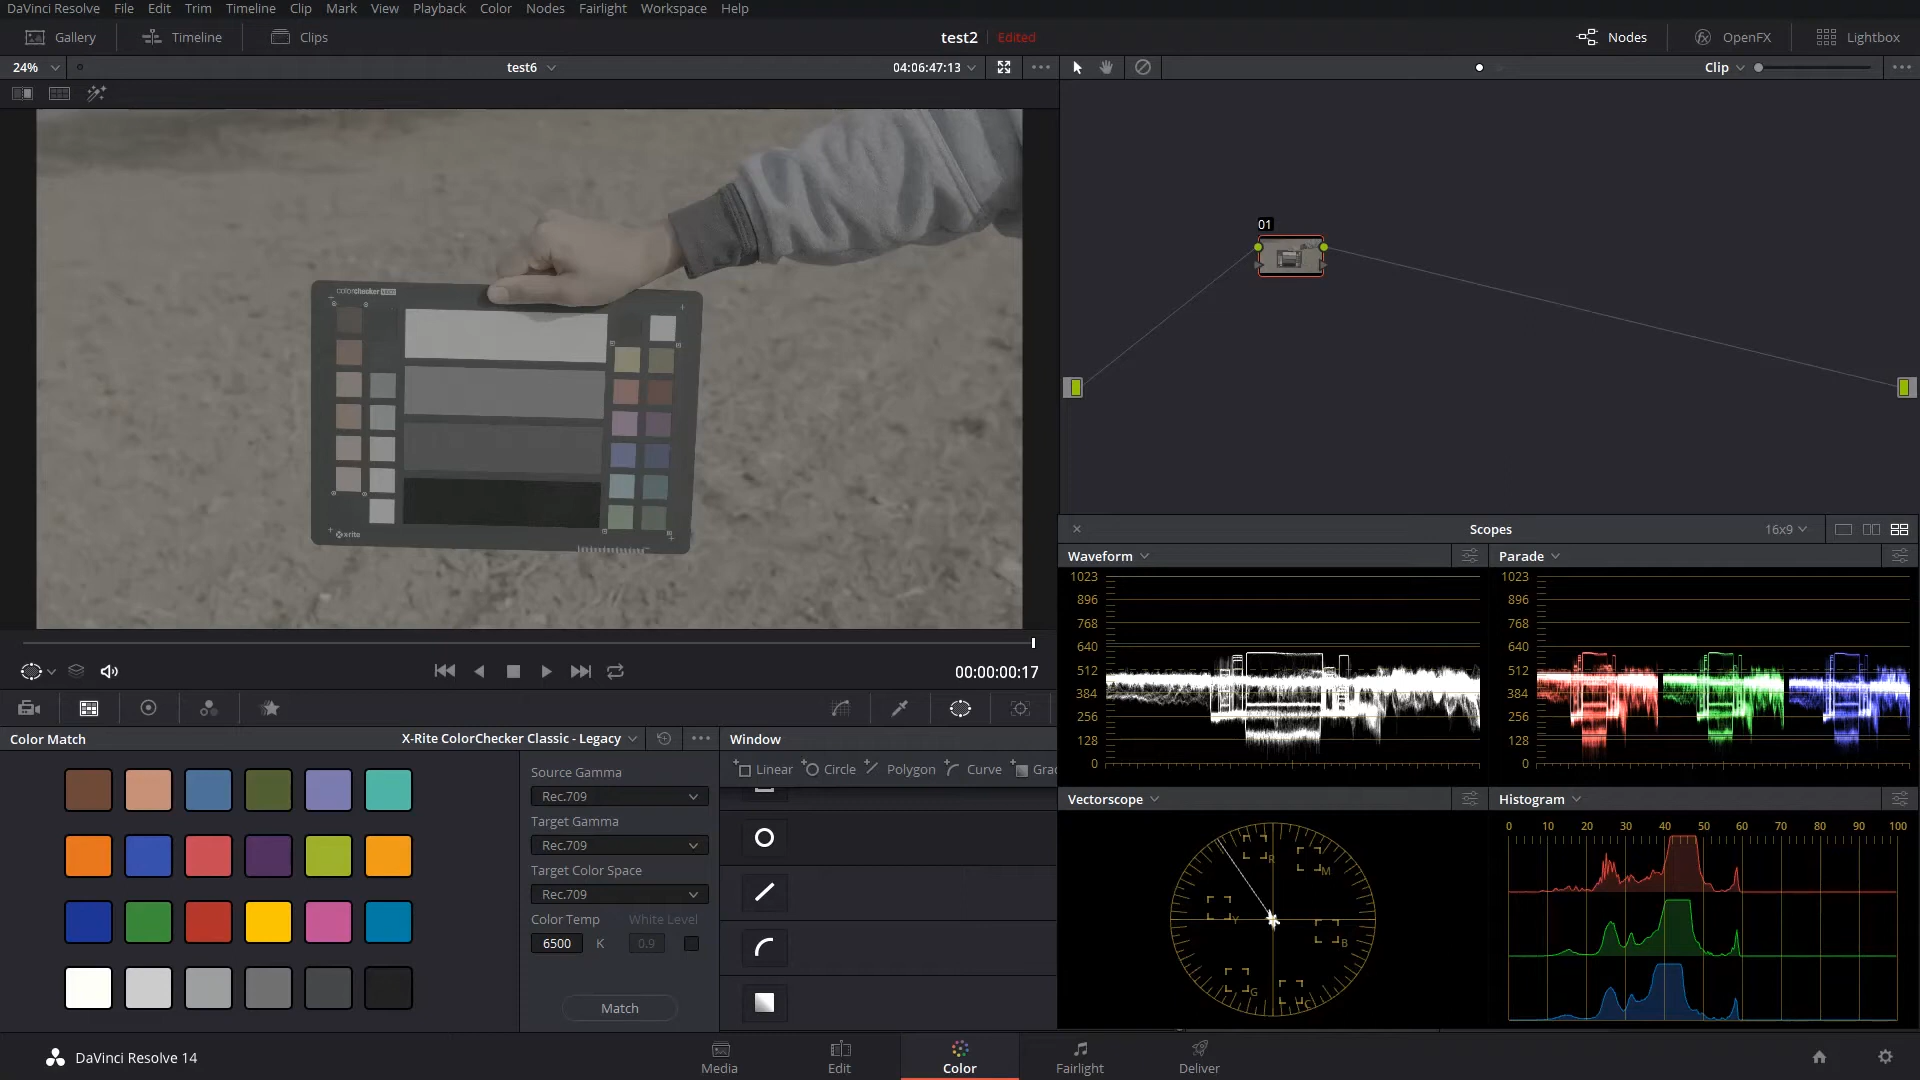 DaVinci Resolve File Edit Trim Timeline Clip Mark View Playback Color Nodes Fairlight Workspace Help
Gallery Timeline Clips test2 Edited Nodes OpenFX Lightbox
24% test6 04:06:47:13 Clip
01
colorchecker VIDEO
x-rite
Scopes 16x9
Waveform Parade
1023 1023
896 896
768 768
640 640
512 512
384 384
256 256
128 128
0 0
00:00:00:17
Color Match X-Rite ColorChecker Classic - Legacy Window
Linear Circle Polygon Curve Grad
Source Gamma
Rec.709
Target Gamma
Rec.709
Target Color Space
Rec.709
Color Temp White Level
6500 K 0.9
Match
Vectorscope Histogram
0 10 20 30 40 50 60 70 80 90 100
R M
Y B
G C
DaVinci Resolve 14 Media Edit Color Fairlight Deliver